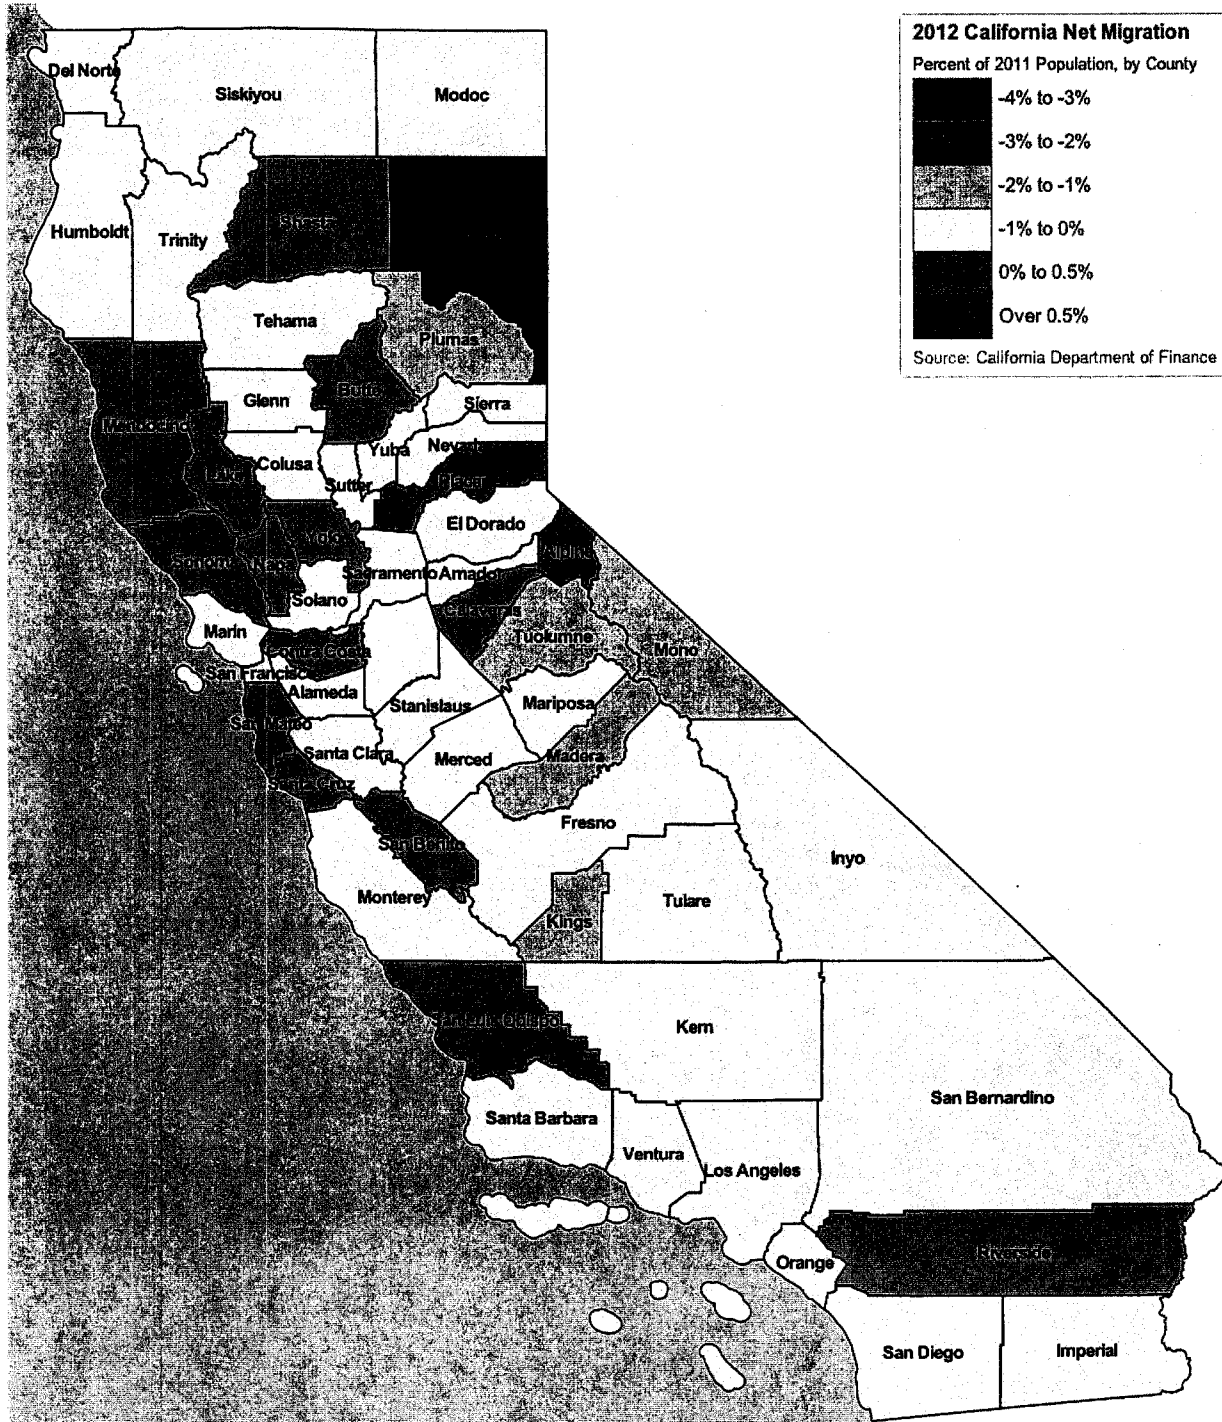 2012 California Net Migration
Percent of 2011 Population, by County
-4% to -3%
-3% to -2%
-2% to -1%
-1% to 0%
0% to 0.5%
Over 0.5%
Source: California Department of Finance
Del Norte
Siskiyou
Modoc
Humboldt
Trinity
Shasta
Tehama
Plumas
Glenn
Butte
Sierra
Mendocino
Lake
Colusa
Yuba
Nevada
Sutter
Placer
El Dorado
Sonoma
Napa
Yolo
Sacramento
Amador
Alpine
Solano
Calaveras
Marin
Contra Costa
Tuolumne
Mono
San Francisco
Alameda
Stanislaus
Mariposa
San Mateo
Santa Clara
Merced
Madera
Santa Cruz
Fresno
San Benito
Inyo
Monterey
Kings
Tulare
San Luis Obispo
Kern
San Bernardino
Santa Barbara
Ventura
Los Angeles
Riverside
Orange
San Diego
Imperial